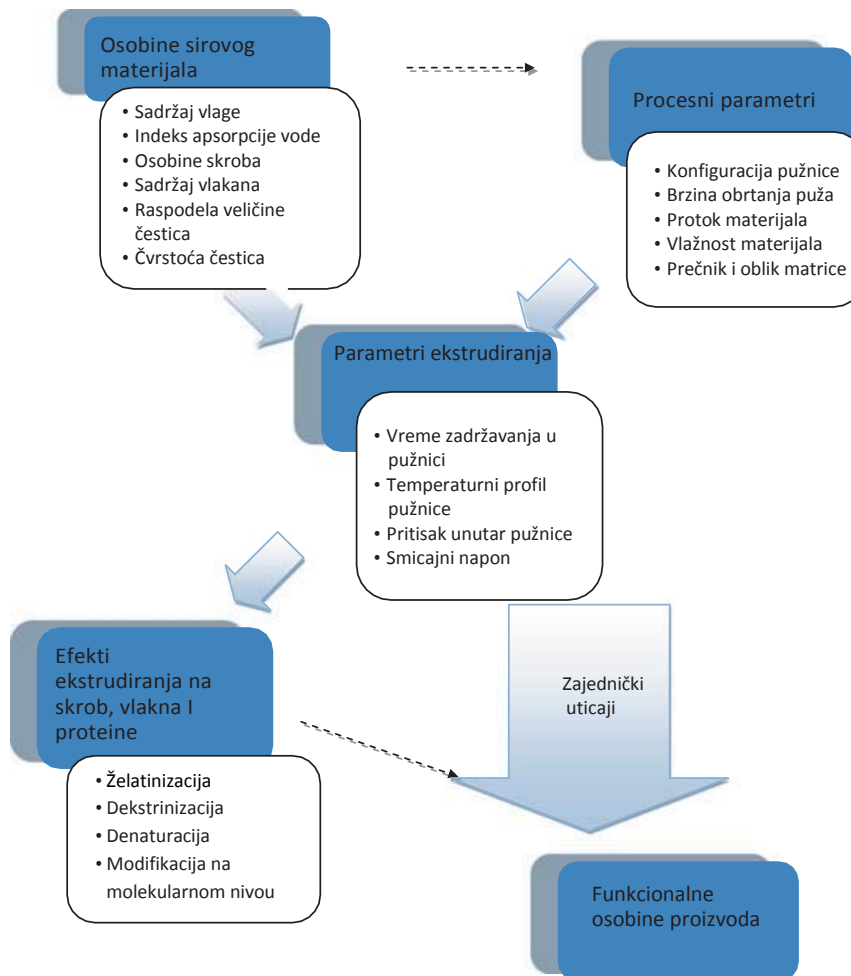 Osobine sirovog
materijala
• Sadržaj vlage
• Indeks apsorpcije vode
• Osobine skroba
• Sadržaj vlakana
• Raspodela veličine
čestica
• Čvrstoća čestica
Procesni parametri
• Konfiguracija pužnice
• Brzina obrtanja puža
• Protok materijala
• Vlažnost materijala
• Prečnik i oblik matrice
Parametri ekstrudiranja
• Vreme zadržavanja u
pužnici
• Temperaturni profil
pužnice
• Pritisak unutar pužnice
• Smicajni napon
Efekti
ekstrudiranja na
skrob, vlakna I
proteine
• Želatinizacija
• Dekstrinizacija
• Denaturacija
• Modifikacija na
molekularnom nivou
Zajednički
uticaji
Funkcionalne
osobine proizvoda